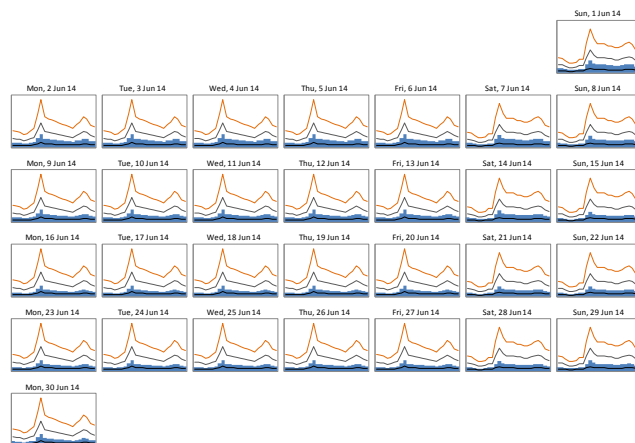 Sun, 1 Jun 14
Mon, 2 Jun 14 Tue, 3 Jun 14 Wed, 4 Jun 14 Thu, 5 Jun 14 Fri, 6 Jun 14 Sat, 7 Jun 14 Sun, 8 Jun 14
Mon, 9 Jun 14 Tue, 10 Jun 14 Wed, 11 Jun 14 Thu, 12 Jun 14 Fri, 13 Jun 14 Sat, 14 Jun 14 Sun, 15 Jun 14
Mon, 16 Jun 14 Tue, 17 Jun 14 Wed, 18 Jun 14 Thu, 19 Jun 14 Fri, 20 Jun 14 Sat, 21 Jun 14 Sun, 22 Jun 14
Mon, 23 Jun 14 Tue, 24 Jun 14 Wed, 25 Jun 14 Thu, 26 Jun 14 Fri, 27 Jun 14 Sat, 28 Jun 14 Sun, 29 Jun 14
Mon, 30 Jun 14